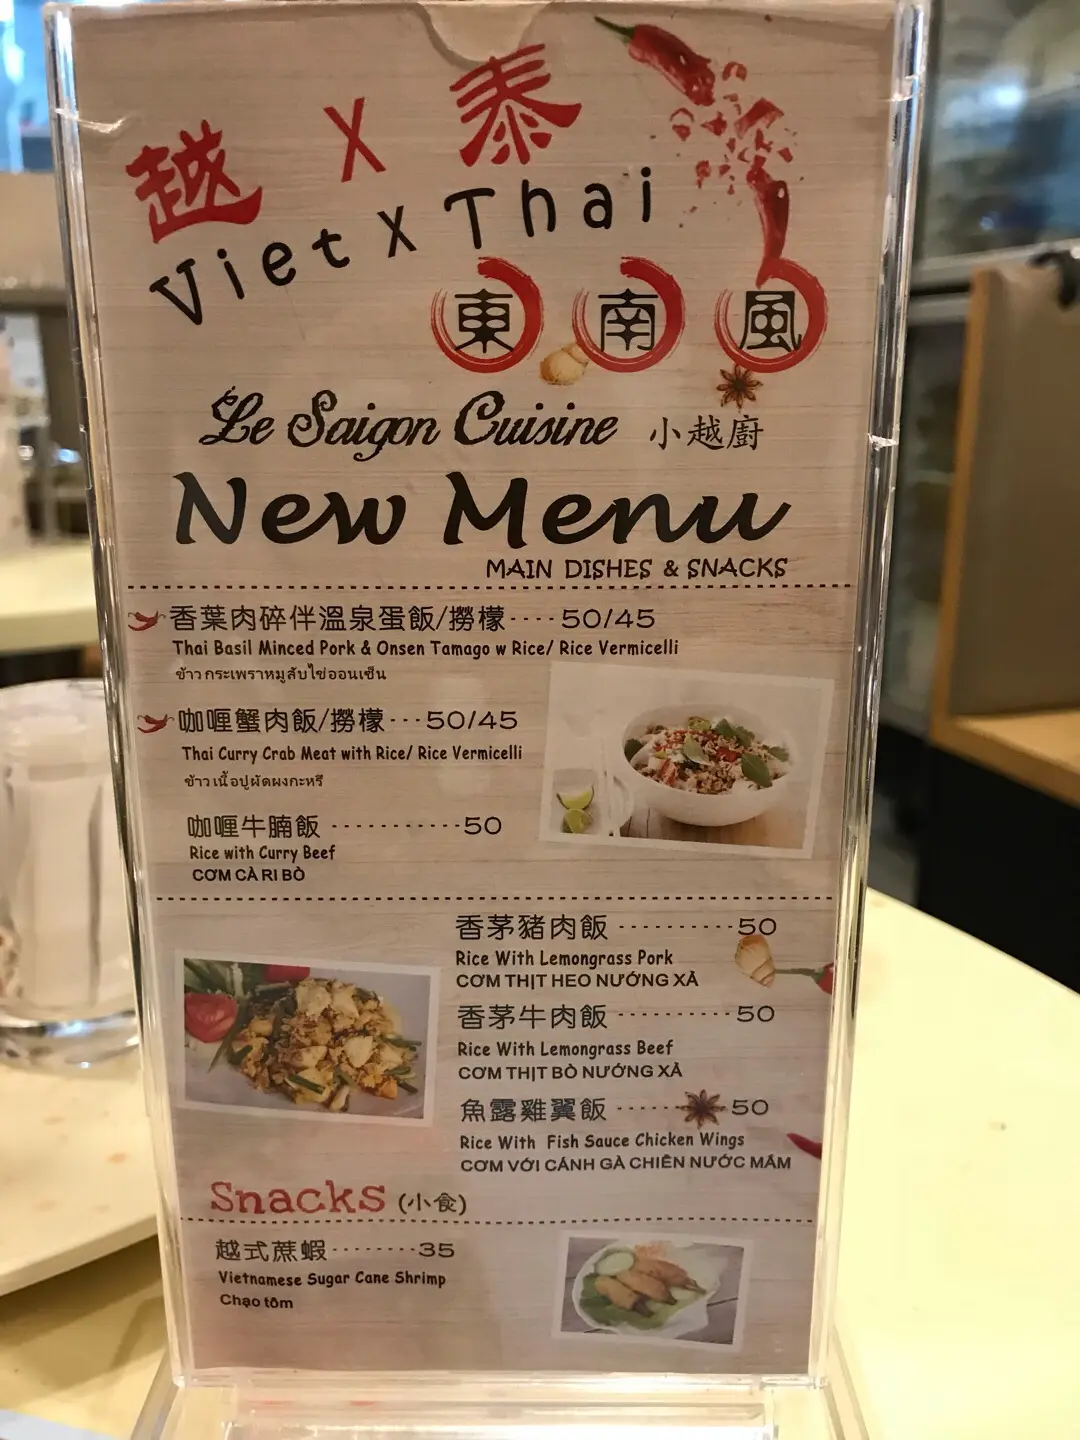 越 X 泰
Viet X Thai
東南風
Le Saigon Cuisine 小越廚
New Menu
MAIN DISHES & SNACKS
香葉肉碎伴溫泉蛋飯/撈檬····50/45
Thai Basil Minced Pork & Onsen Tamago w Rice/ Rice Vermicelli
ข้าวกระเพราหมูสับไข่ออนเซ็น
咖喱蟹肉飯/撈檬···50/45
Thai Curry Crab Meat with Rice/ Rice Vermicelli
ข้าวเนื้อปูผัดผงกะหรี่
咖喱牛腩飯 ···········50
Rice with Curry Beef
CƠM CÀ RI BÒ
香茅豬肉飯 ··········50
Rice With Lemongrass Pork
CƠM THỊT HEO NƯỚNG XẢ
香茅牛肉飯 ··········50
Rice With Lemongrass Beef
CƠM THỊT BÒ NƯỚNG XẢ
魚露雞翼飯 ······50
Rice With Fish Sauce Chicken Wings
CƠM VỚI CÁNH GÀ CHIÊN NƯỚC MẮM
Snacks (小食)
越式蔗蝦········35
Vietnamese Sugar Cane Shrimp
Chạo tôm